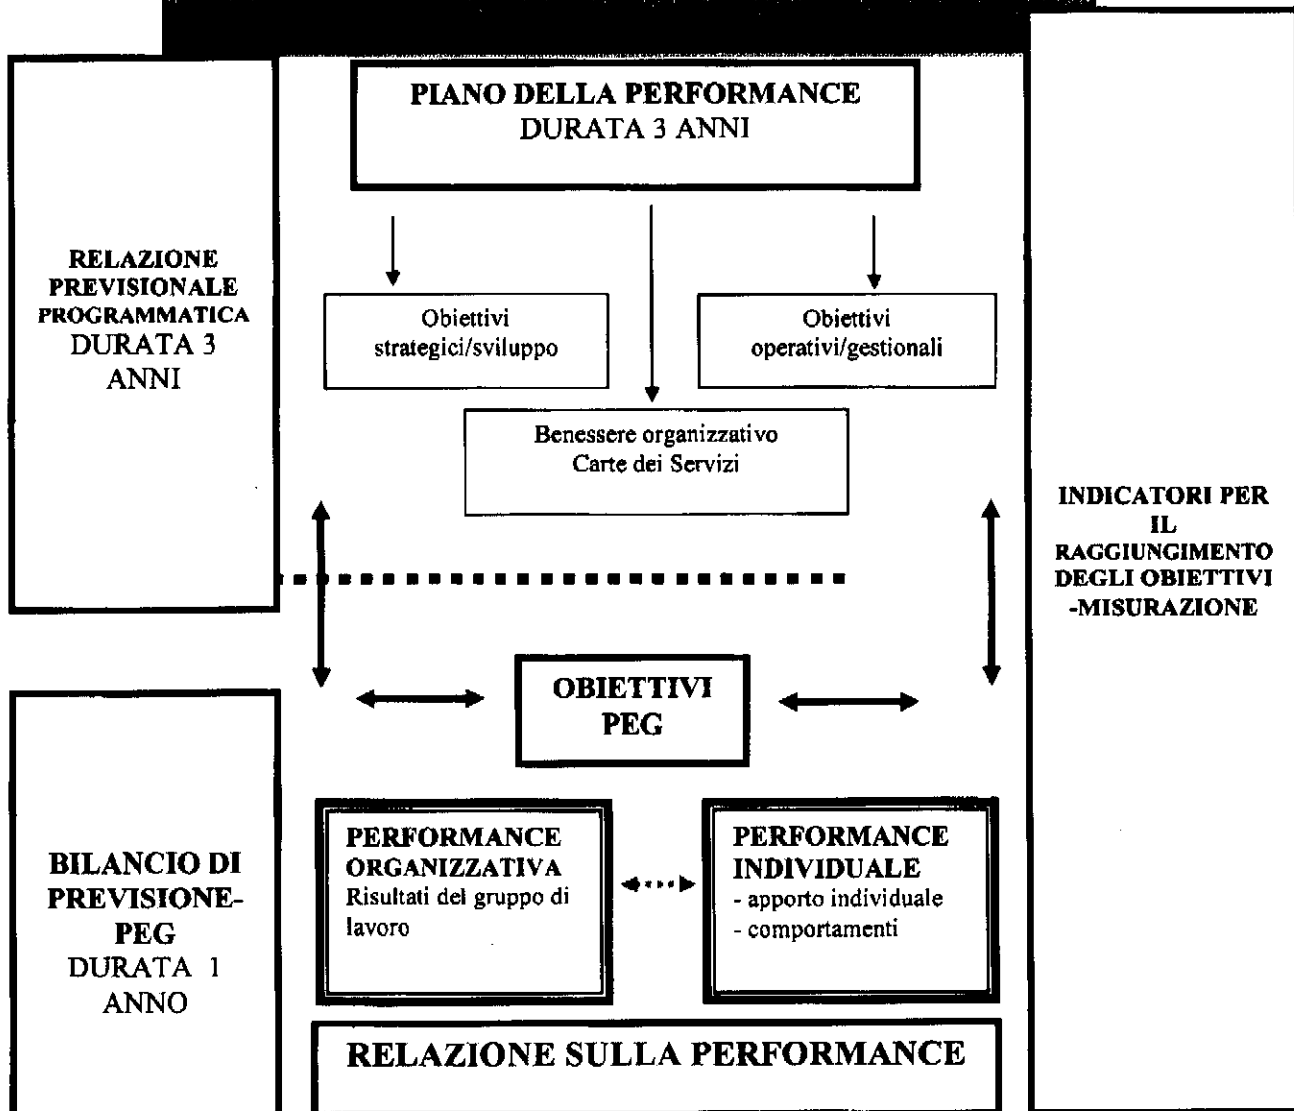 PIANO DELLA PERFORMANCE
DURATA 3 ANNI
RELAZIONE
PREVISIONALE
PROGRAMMATICA
DURATA 3
ANNI
Obiettivi
strategici/sviluppo
Obiettivi
operativi/gestionali
Benessere organizzativo
Carte dei Servizi
INDICATORI PER
IL
RAGGIUNGIMENTO
DEGLI OBIETTIVI
-MISURAZIONE
OBIETTIVI
PEG
BILANCIO DI
PREVISIONE-
PEG
DURATA 1
ANNO
PERFORMANCE
ORGANIZZATIVA
Risultati del gruppo di
lavoro
PERFORMANCE
INDIVIDUALE
- apporto individuale
- comportamenti
RELAZIONE SULLA PERFORMANCE